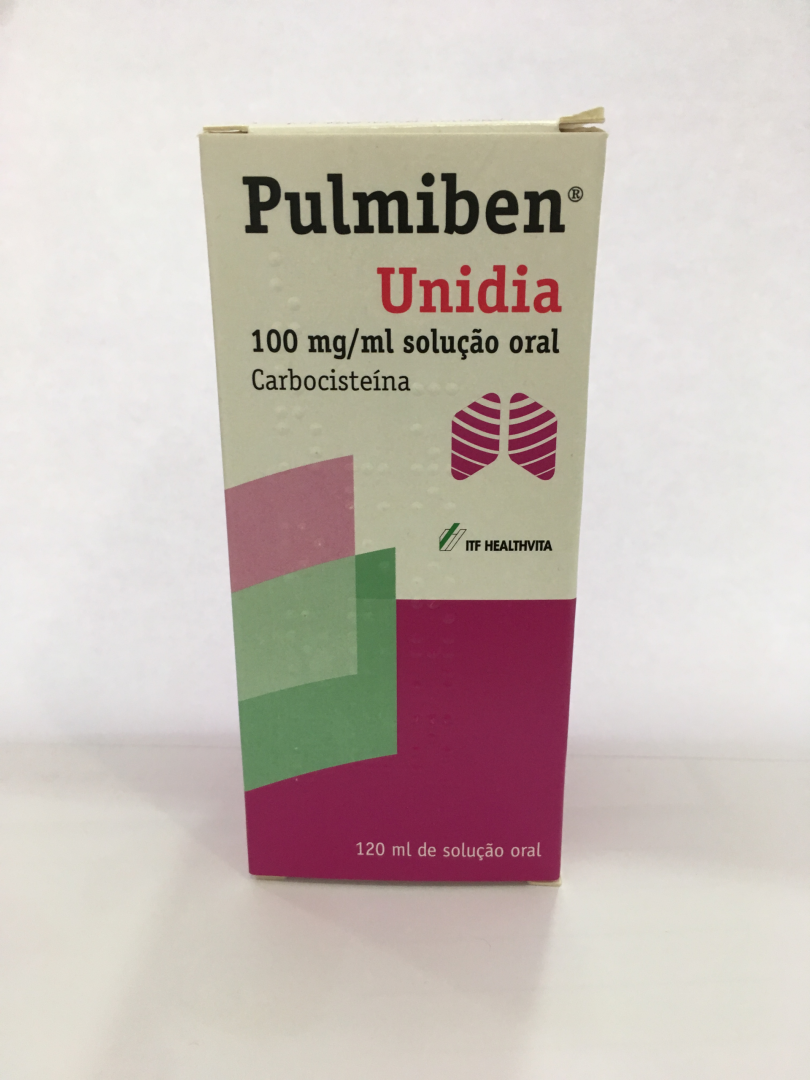 Pulmiben®
Unidia
100 mg/ml solução oral
Carbocisteína
ITF HEALTHVITA
120 ml de solução oral